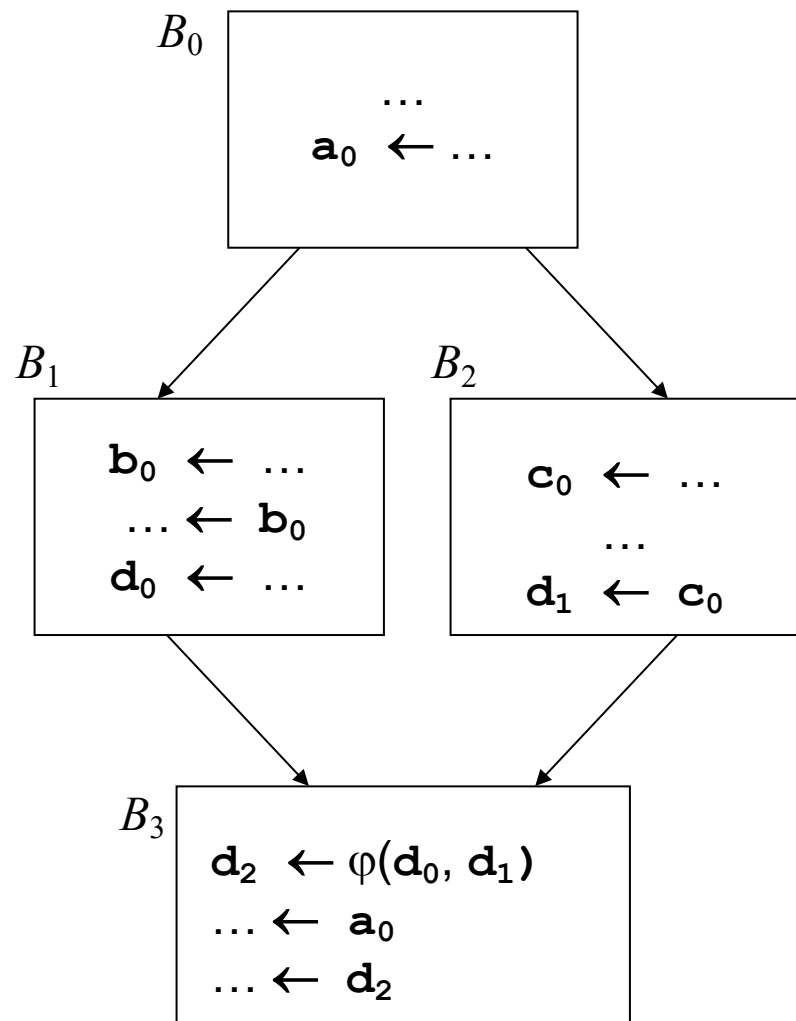 B₀
…
a₀ ← …
B₁
b₀ ← …
… ← b₀
d₀ ← …
B₂
c₀ ← …
…
d₁ ← c₀
B₃
d₂ ← φ(d₀, d₁)
… ← a₀
… ← d₂